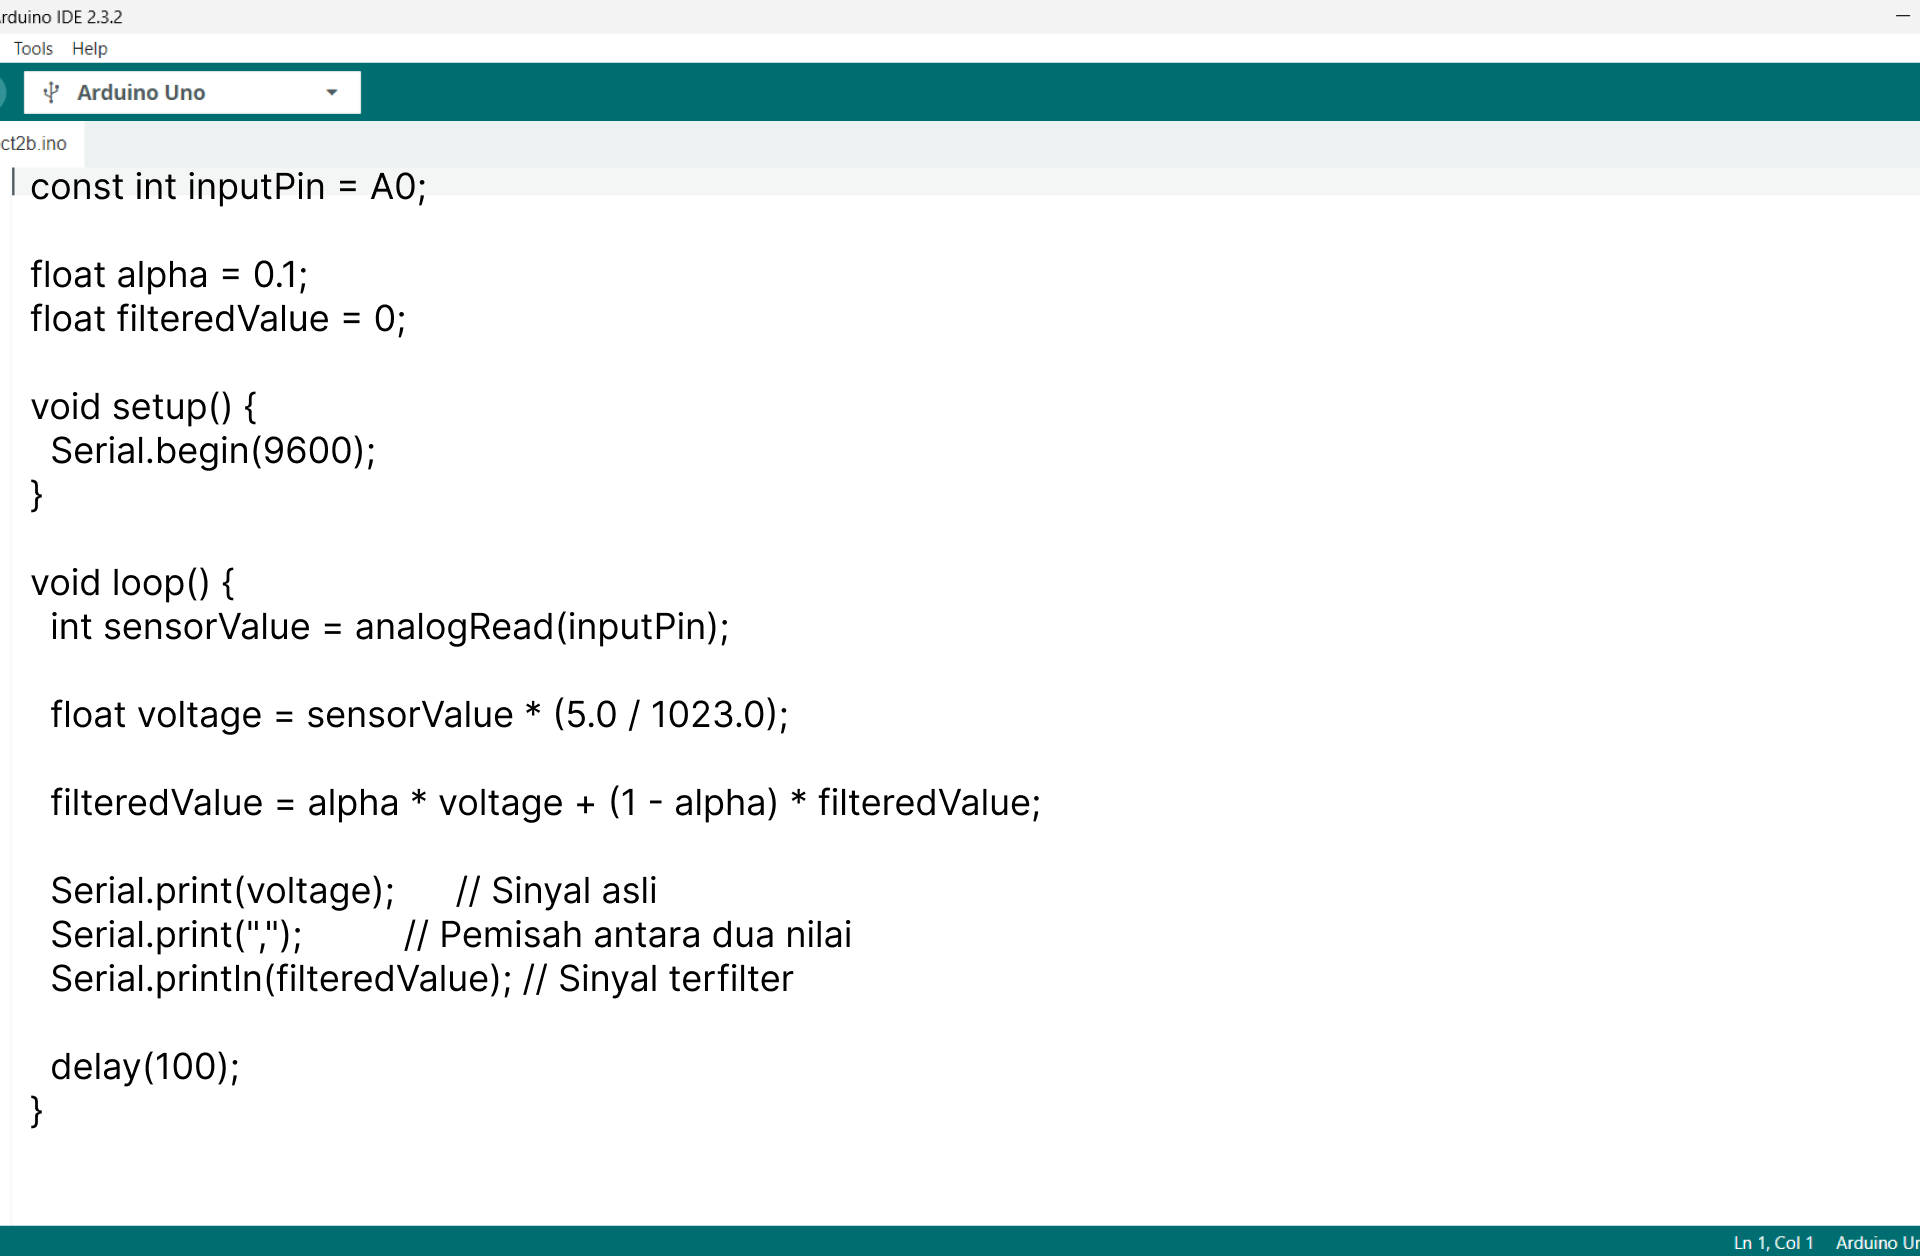 rduino IDE 2.3.2
Tools Help
Arduino Uno
ct2b.ino
const int inputPin = A0;
float alpha = 0.1;
float filteredValue = 0;
void setup() {
Serial.begin(9600);
}
void loop() {
int sensorValue = analogRead(inputPin);
float voltage = sensorValue * (5.0 / 1023.0);
filteredValue = alpha * voltage + (1 - alpha) * filteredValue;
Serial.print(voltage); // Sinyal asli
Serial.print(","); // Pemisah antara dua nilai
Serial.println(filteredValue); // Sinyal terfilter
delay(100);
}
Ln 1, Col 1 Arduino Un